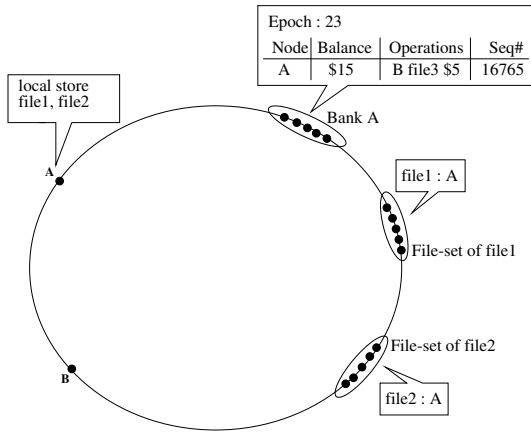 Epoch : 23
Node Balance Operations Seq#
A $15 B file3 $5 16765
local store
file1, file2
Bank A
A
file1 : A
File-set of file1
File-set of file2
B
file2 : A